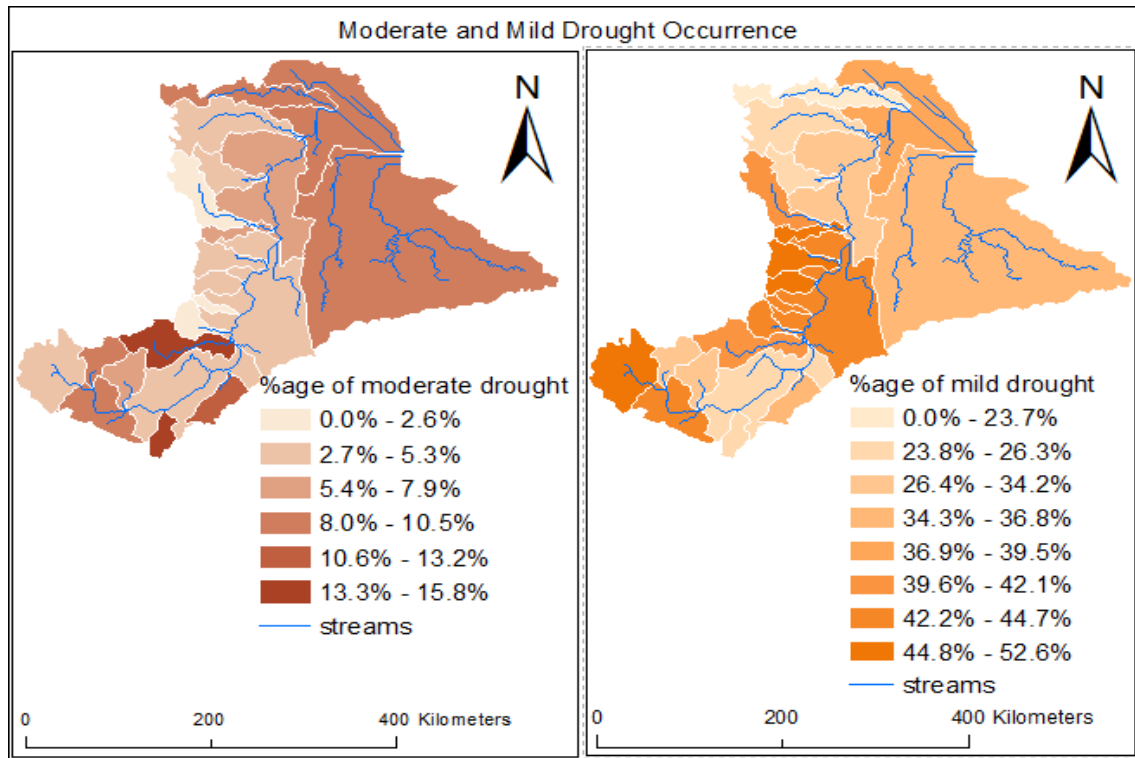 Moderate and Mild Drought Occurrence
N
%age of moderate drought
0.0% - 2.6%
2.7% - 5.3%
5.4% - 7.9%
8.0% - 10.5%
10.6% - 13.2%
13.3% - 15.8%
streams
0 200 400 Kilometers
N
%age of mild drought
0.0% - 23.7%
23.8% - 26.3%
26.4% - 34.2%
34.3% - 36.8%
36.9% - 39.5%
39.6% - 42.1%
42.2% - 44.7%
44.8% - 52.6%
streams
0 200 400 Kilometers